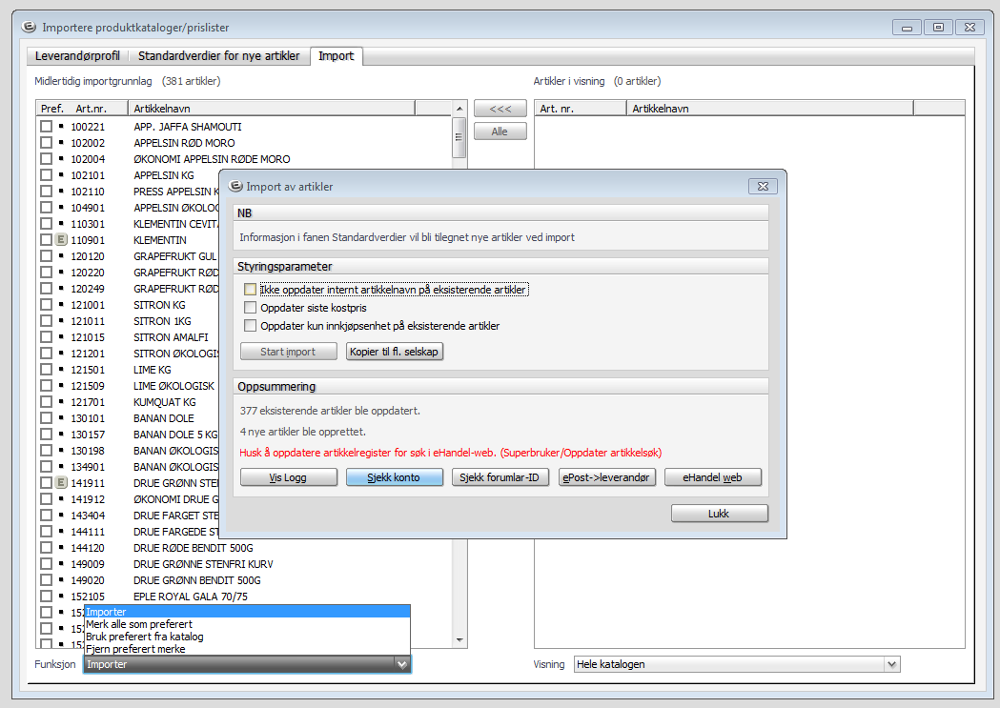 Importere produktkataloger/prislister
Leverandørprofil Standardverdier for nye artikler Import
Midlertidig importgrunnlag (381 artikler)
Artikler i visning (0 artikler)
Pref. Art.nr. Artikkelnavn
<<<
Alle
Art. nr. Artikkelnavn
100221 APP. JAFFA SHAMOUTI
102002 APPELSIN RØD MORO
102004 ØKONOMI APPELSIN RØDE MORO
102101 APPELSIN KG
102110 PRESS APPELSIN K
104901 APPELSIN ØKOLOG
110301 KLEMENTIN CEVIT
E 110901 KLEMENTIN
120120 GRAPEFRUKT GUL
120220 GRAPEFRUKT RØD
120249 GRAPEFRUKT RØD
121001 SITRON KG
121011 SITRON 1KG
121015 SITRON AMALFI
121201 SITRON ØKOLOGI
121501 LIME KG
121509 LIME ØKOLOGISK
121701 KUMQUAT KG
130101 BANAN DOLE
130157 BANAN DOLE 5 KG
130198 BANAN ØKOLOGIS
134901 BANAN ØKOLOGIS
E 141911 DRUE GRØNN STE
141912 ØKONOMI DRUE G
143404 DRUE FARGET STE
144111 DRUE FARGEDE ST
144120 DRUE RØDE BENDIT 500G
149009 DRUE GRØNNE STENFRI KURV
149020 DRUE GRØNN BENDIT 500G
152105 EPLE ROYAL GALA 70/75
Import av artikler
NB
Informasjon i fanen Standardverdier vil bli tilegnet nye artikler ved import
Styringsparameter
Ikke oppdater internt artikkelnavn på eksisterende artikler
Oppdater siste kostpris
Oppdater kun innkjøpsenhet på eksisterende artikler
Start import Kopier til fl. selskap
Oppsummering
377 eksisterende artikler ble oppdatert.
4 nye artikler ble opprettet.
Husk å oppdatere artikkelregister for søk i eHandel-web. (Superbruker/Oppdater artikkelsøk)
Vis Logg Sjekk konto Sjekk forumlar-ID ePost->leverandør eHandel web
Lukk
Importer
Merk alle som preferert
Bruk preferert fra katalog
Fjern preferert merke
Funksjon Importer
Visning Hele katalogen